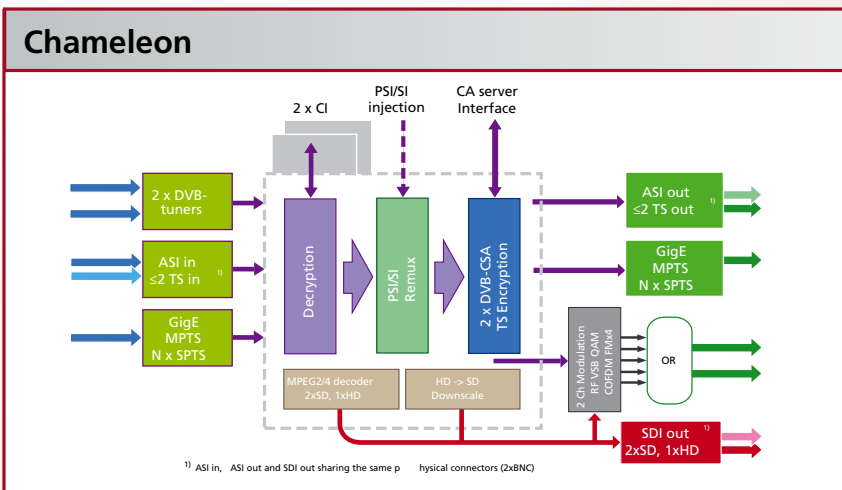 Chameleon
2 x CI
PSI/SI
injection
CA server
Interface
2 x DVB-
tuners
ASI in
≤2 TS in 1)
GigE
MPTS
N x SPTS
Decryption
PSI/SI
Remux
2 x DVB-CSA
TS Encryption
MPEG2/4 decoder
2xSD, 1xHD
HD -> SD
Downscale
ASI out
≤2 TS out 1)
GigE
MPTS
N x SPTS
2 Ch Modulation
RF VSB QAM
COFDM FMx4
OR
SDI out 1)
2xSD, 1xHD
1) ASI in, ASI out and SDI out sharing the same p hysical connectors (2xBNC)